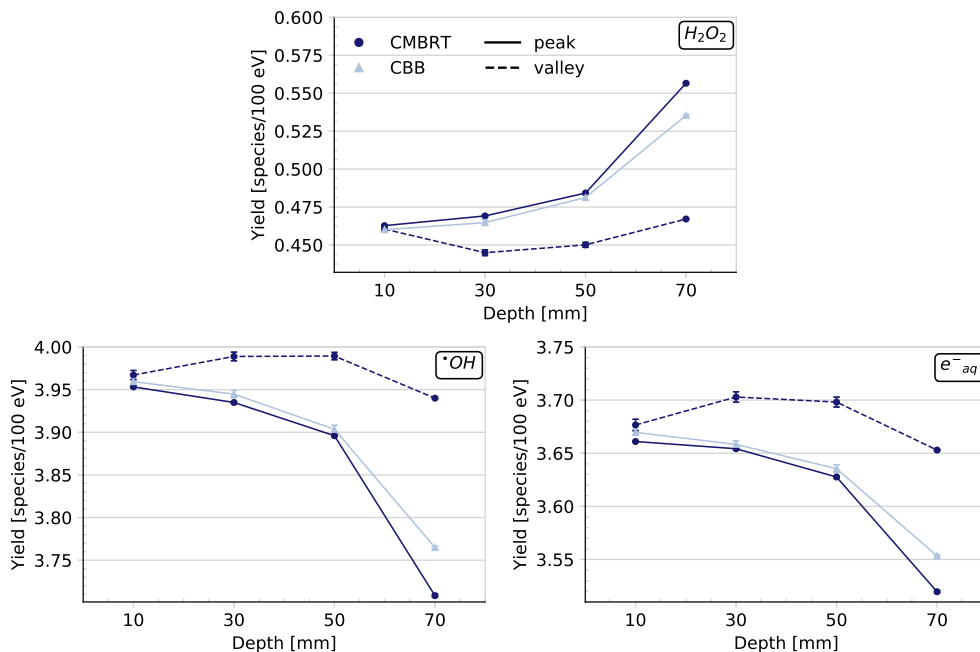 0.600
0.575
0.550
0.525
0.500
0.475
0.450
Yield [species/100 eV]
CMBRT
CBB
peak
valley
H₂O₂
10 30 50 70
Depth [mm]
4.00
3.95
3.90
3.85
3.80
3.75
Yield [species/100 eV]
•OH
10 30 50 70
Depth [mm]
3.75
3.70
3.65
3.60
3.55
Yield [species/100 eV]
e⁻aq
10 30 50 70
Depth [mm]